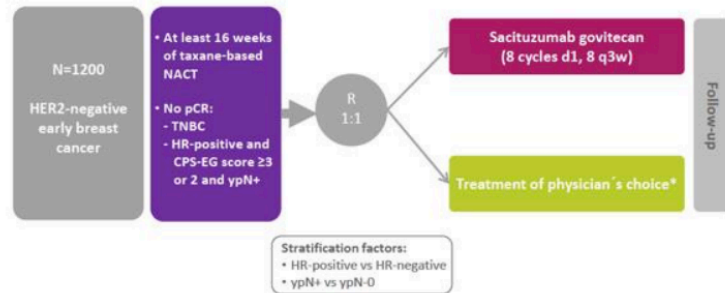 N=1200
HER2-negative
early breast
cancer
• At least 16 weeks
of taxane-based
NACT
• No pCR:
- TNBC
- HR-positive and
CPS-EG score ≥3
or 2 and ypN+
R
1:1
Sacituzumab govitecan
(8 cycles d1, 8 q3w)
Treatment of physician´s choice*
Follow-up
Stratification factors:
• HR-positive vs HR-negative
• ypN+ vs ypN-0